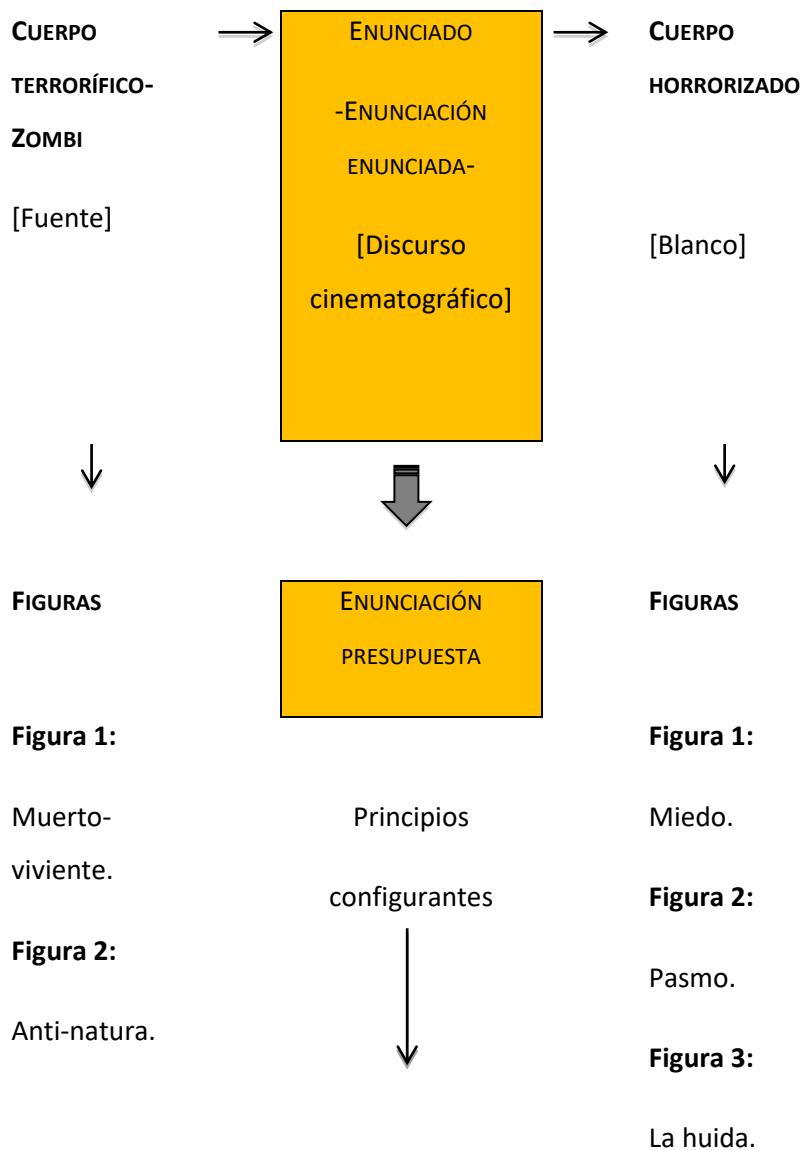 CUERPO
TERRORÍFICO-
ZOMBI
[Fuente]
ENUNCIADO
-ENUNCIACIÓN
ENUNCIADA-
[Discurso
cinematográfico]
CUERPO
HORRORIZADO
[Blanco]
FIGURAS
Figura 1:
Muerto-
viviente.
Figura 2:
Anti-natura.
ENUNCIACIÓN
PRESUPUESTA
Principios
configurantes
FIGURAS
Figura 1:
Miedo.
Figura 2:
Pasmo.
Figura 3:
La huida.